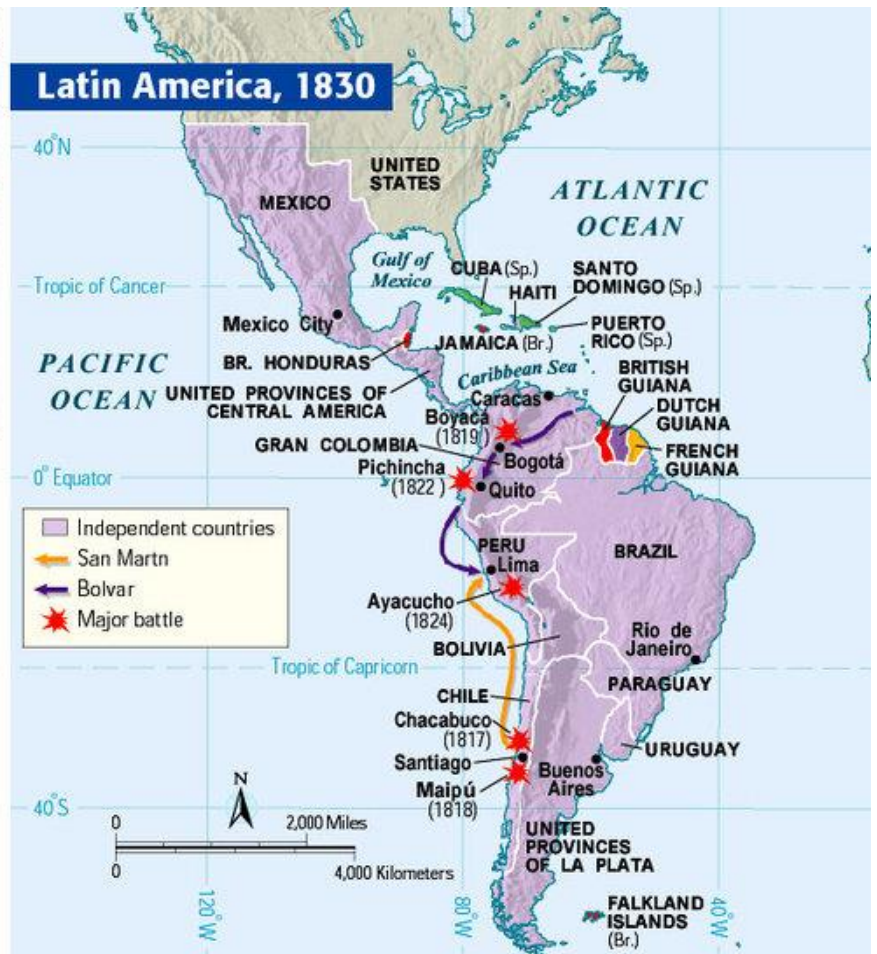 Latin America, 1830
40°N
UNITED
STATES
MEXICO
ATLANTIC
OCEAN
Gulf of
Mexico
CUBA (Sp.)
SANTO
DOMINGO (Sp.)
HAITI
Tropic of Cancer
Mexico City
JAMAICA (Br.)
PUERTO
RICO (Sp.)
PACIFIC
OCEAN
BR. HONDURAS
Caribbean Sea
BRITISH
GUIANA
UNITED PROVINCES OF
CENTRAL AMERICA
Caracas
DUTCH
GUIANA
Boyacá
(1819)
GRAN COLOMBIA
Bogotá
FRENCH
GUIANA
Pichincha
(1822 )
0° Equator
Quito
Independent countries
San Martn
Bolvar
Major battle
PERU
Lima
BRAZIL
Ayacucho
(1824)
BOLIVIA
Rio de
Janeiro
Tropic of Capricorn
PARAGUAY
CHILE
Chacabuco
(1817)
URUGUAY
Santiago
Buenos
Aires
Maipú
(1818)
40°S
N
0
2,000 Miles
0
4,000 Kilometers
UNITED
PROVINCES
OF LA PLATA
120°W
80°W
40°W
FALKLAND
ISLANDS
(Br.)